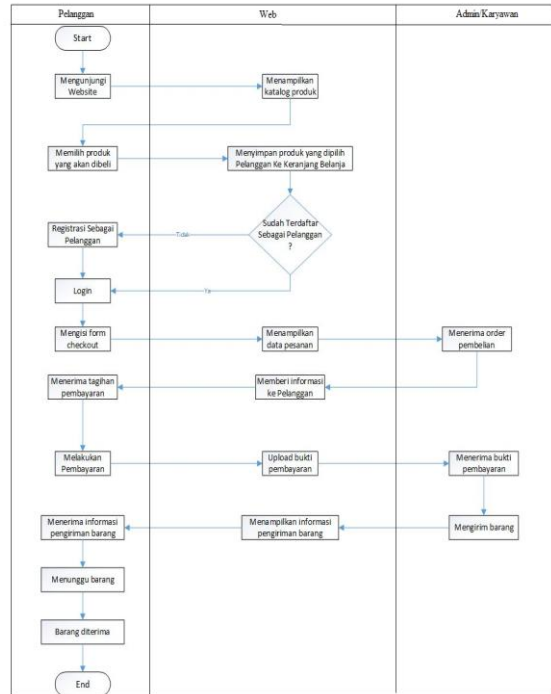 Pelanggan
Web
Admin/Karyawan
Start
Mengunjungi
Website
Menampilkan
katalog produk
Memilih produk
yang akan dibeli
Menyimpan produk yang dipilih
Pelanggan Ke Keranjang Belanja
Sudah Terdaftar
Sebagai Pelanggan
?
Tidak
Registrasi Sebagai
Pelanggan
Ya
Login
Mengisi form
checkout
Menampilkan
data pesanan
Menerima order
pembelian
Memberi informasi
ke Pelanggan
Menerima tagihan
pembayaran
Melakukan
Pembayaran
Upload bukti
pembayaran
Menerima bukti
pembayaran
Mengirim barang
Menampilkan informasi
pengiriman barang
Menerima informasi
pengiriman barang
Menunggu barang
Barang diterima
End